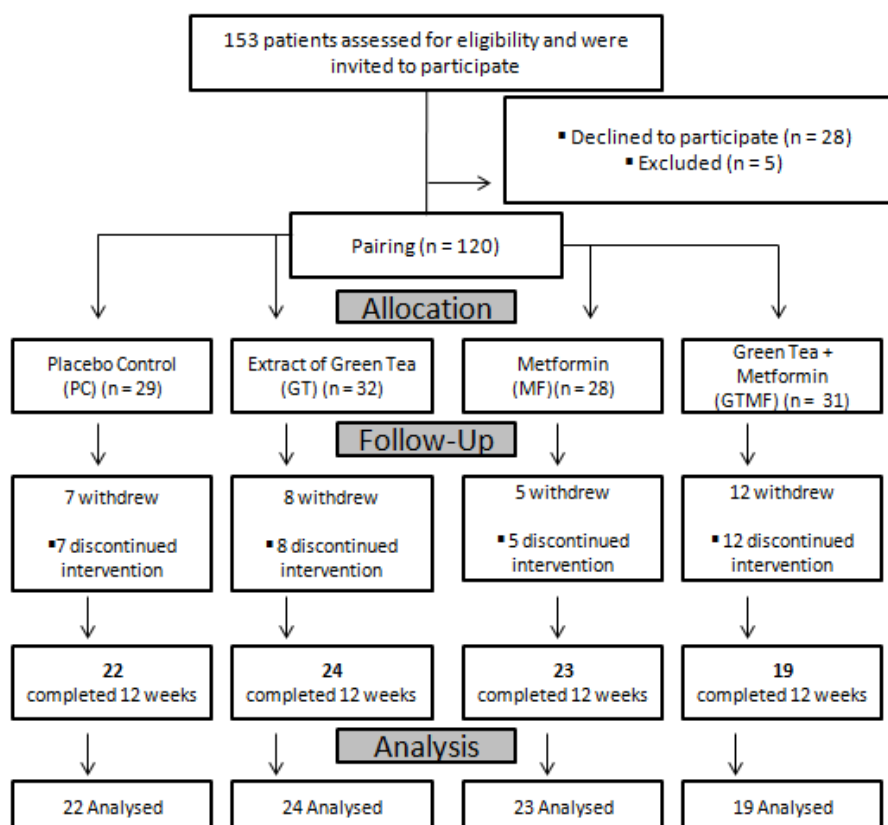 153 patients assessed for eligibility and were
invited to participate
▪ Declined to participate (n = 28)
▪ Excluded (n = 5)
Pairing (n = 120)
Allocation
Placebo Control
(PC) (n = 29)
Extract of Green Tea
(GT) (n = 32)
Metformin
(MF)(n = 28)
Green Tea +
Metformin
(GTMF) (n = 31)
Follow-Up
7 withdrew
▪7 discontinued
intervention
8 withdrew
▪ 8 discontinued
intervention
5 withdrew
▪ 5 discontinued
intervention
12 withdrew
▪ 12 discontinued
intervention
22
completed 12 weeks
24
completed 12 weeks
23
completed 12 weeks
19
completed 12 weeks
Analysis
22 Analysed
24 Analysed
23 Analysed
19 Analysed